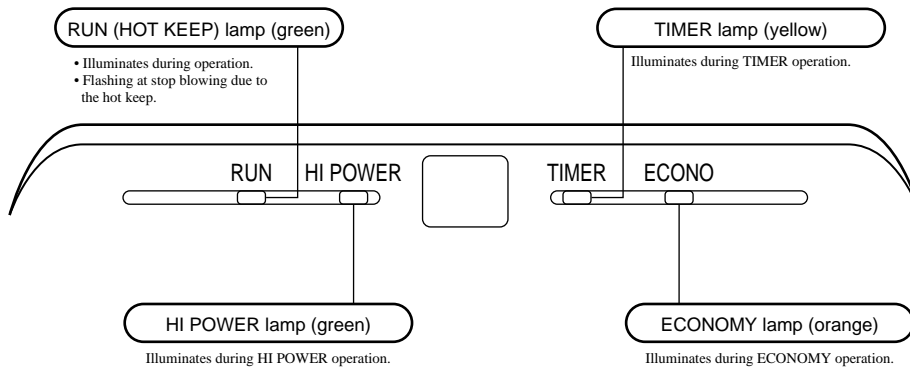 RUN (HOT KEEP) lamp (green)
• Illuminates during operation.
• Flashing at stop blowing due to
the hot keep.
TIMER lamp (yellow)
Illuminates during TIMER operation.
RUN HI POWER TIMER ECONO
HI POWER lamp (green)
Illuminates during HI POWER operation.
ECONOMY lamp (orange)
Illuminates during ECONOMY operation.